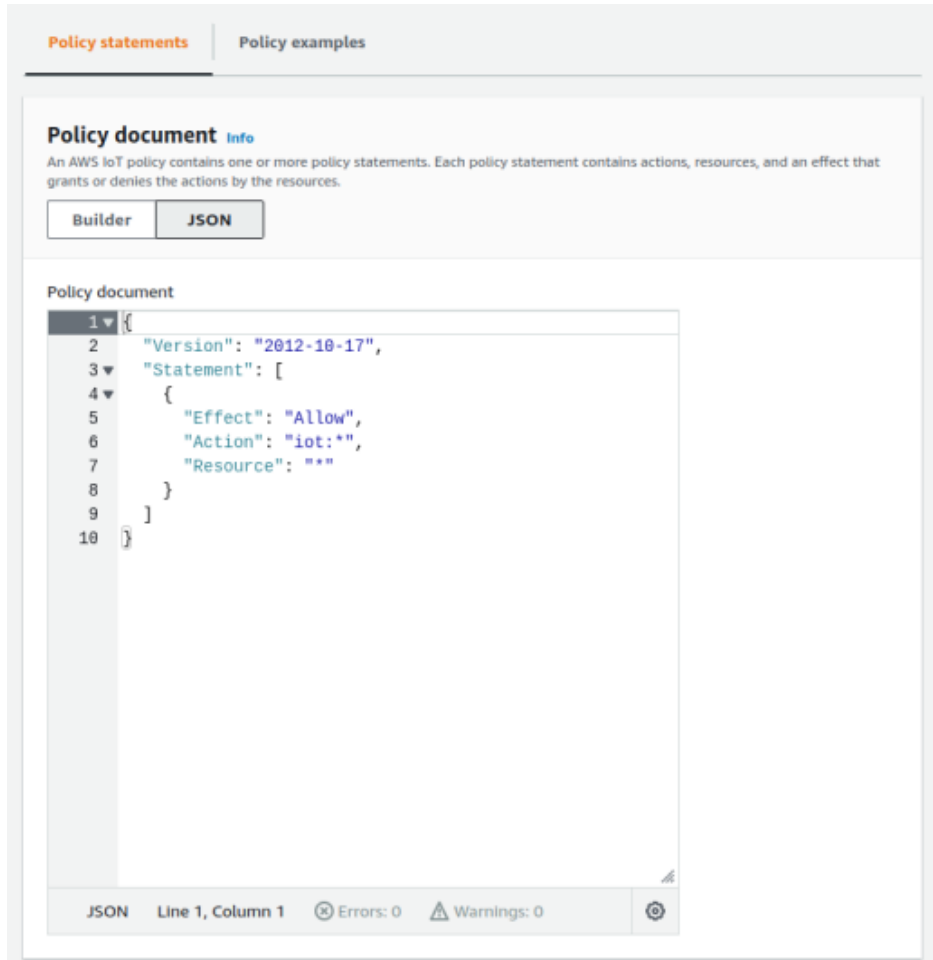 Policy statements Policy examples
Policy document Info
An AWS IoT policy contains one or more policy statements. Each policy statement contains actions, resources, and an effect that
grants or denies the actions by the resources.
Builder JSON
Policy document
1 {
2 "Version": "2012-10-17",
3 "Statement": [
4 {
5 "Effect": "Allow",
6 "Action": "iot:*",
7 "Resource": "*"
8 }
9 ]
10 }
JSON Line 1, Column 1 Errors: 0 Warnings: 0